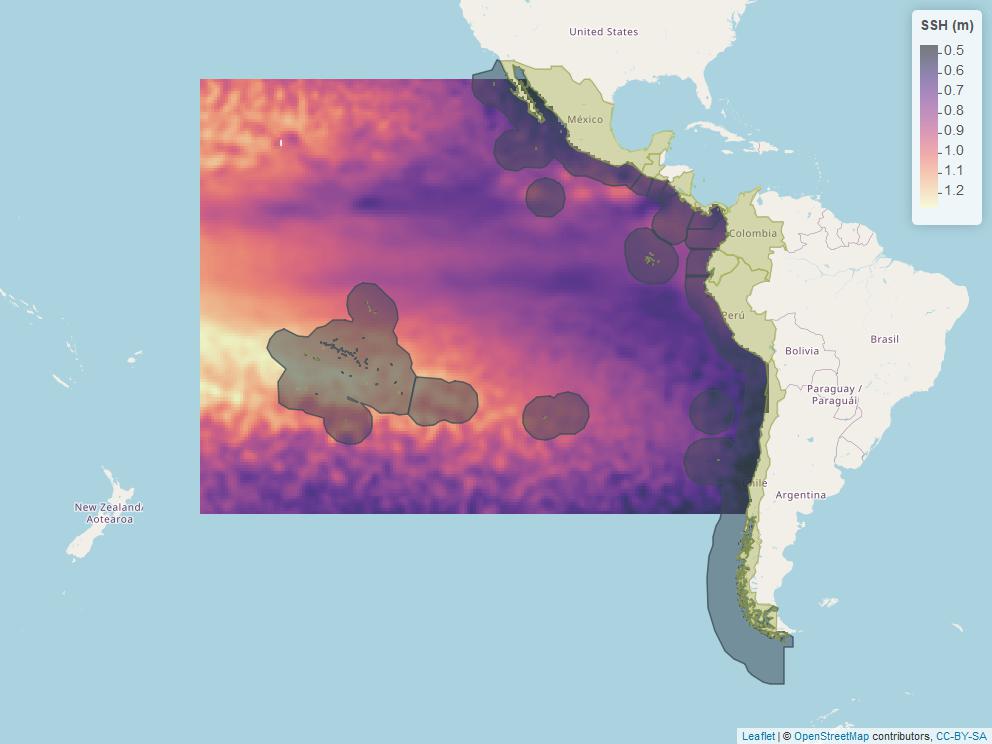 United States
SSH (m)
0.5
0.6
0.7
0.8
0.9
1.0
1.1
1.2
México
Colombia
Perú
Brasil
Bolivia
Paraguay /
Paraguái
hile
Argentina
New Zealand/
Aotearoa
Leaflet | © OpenStreetMap contributors, CC-BY-SA